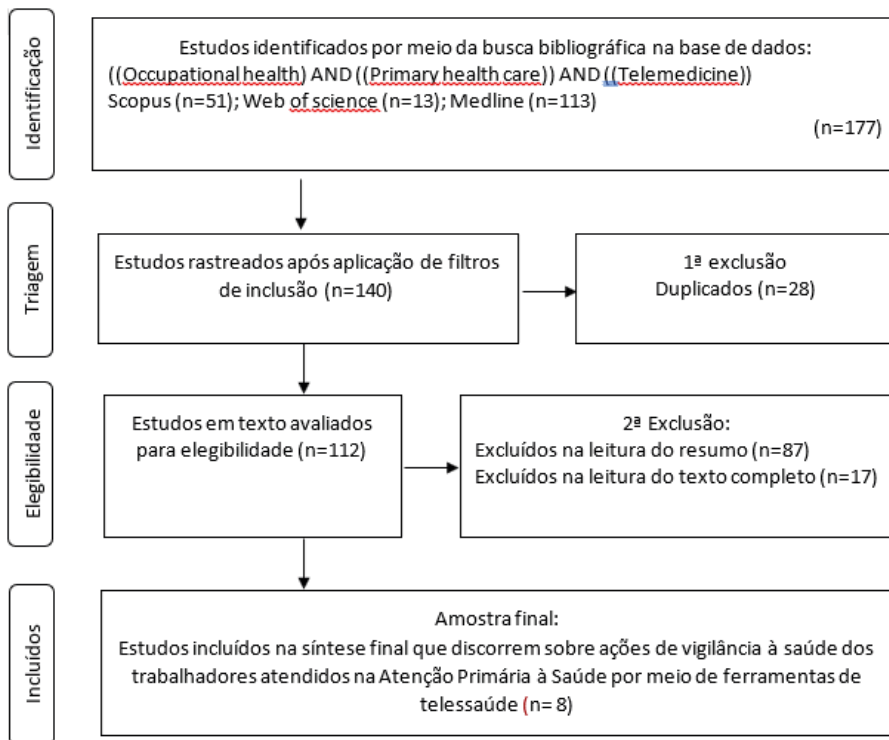 Identificação
Estudos identificados por meio da busca bibliográfica na base de dados:
((Occupational health) AND ((Primary health care)) AND ((Telemedicine))
Scopus (n=51); Web of science (n=13); Medline (n=113)
(n=177)
Triagem
Estudos rastreados após aplicação de filtros
de inclusão (n=140)
1ª exclusão
Duplicados (n=28)
Elegibilidade
Estudos em texto avaliados
para elegibilidade (n=112)
2ª Exclusão:
Excluídos na leitura do resumo (n=87)
Excluídos na leitura do texto completo (n=17)
Incluídos
Amostra final:
Estudos incluídos na síntese final que discorrem sobre ações de vigilância à saúde dos
trabalhadores atendidos na Atenção Primária à Saúde por meio de ferramentas de
telessaúde (n= 8)